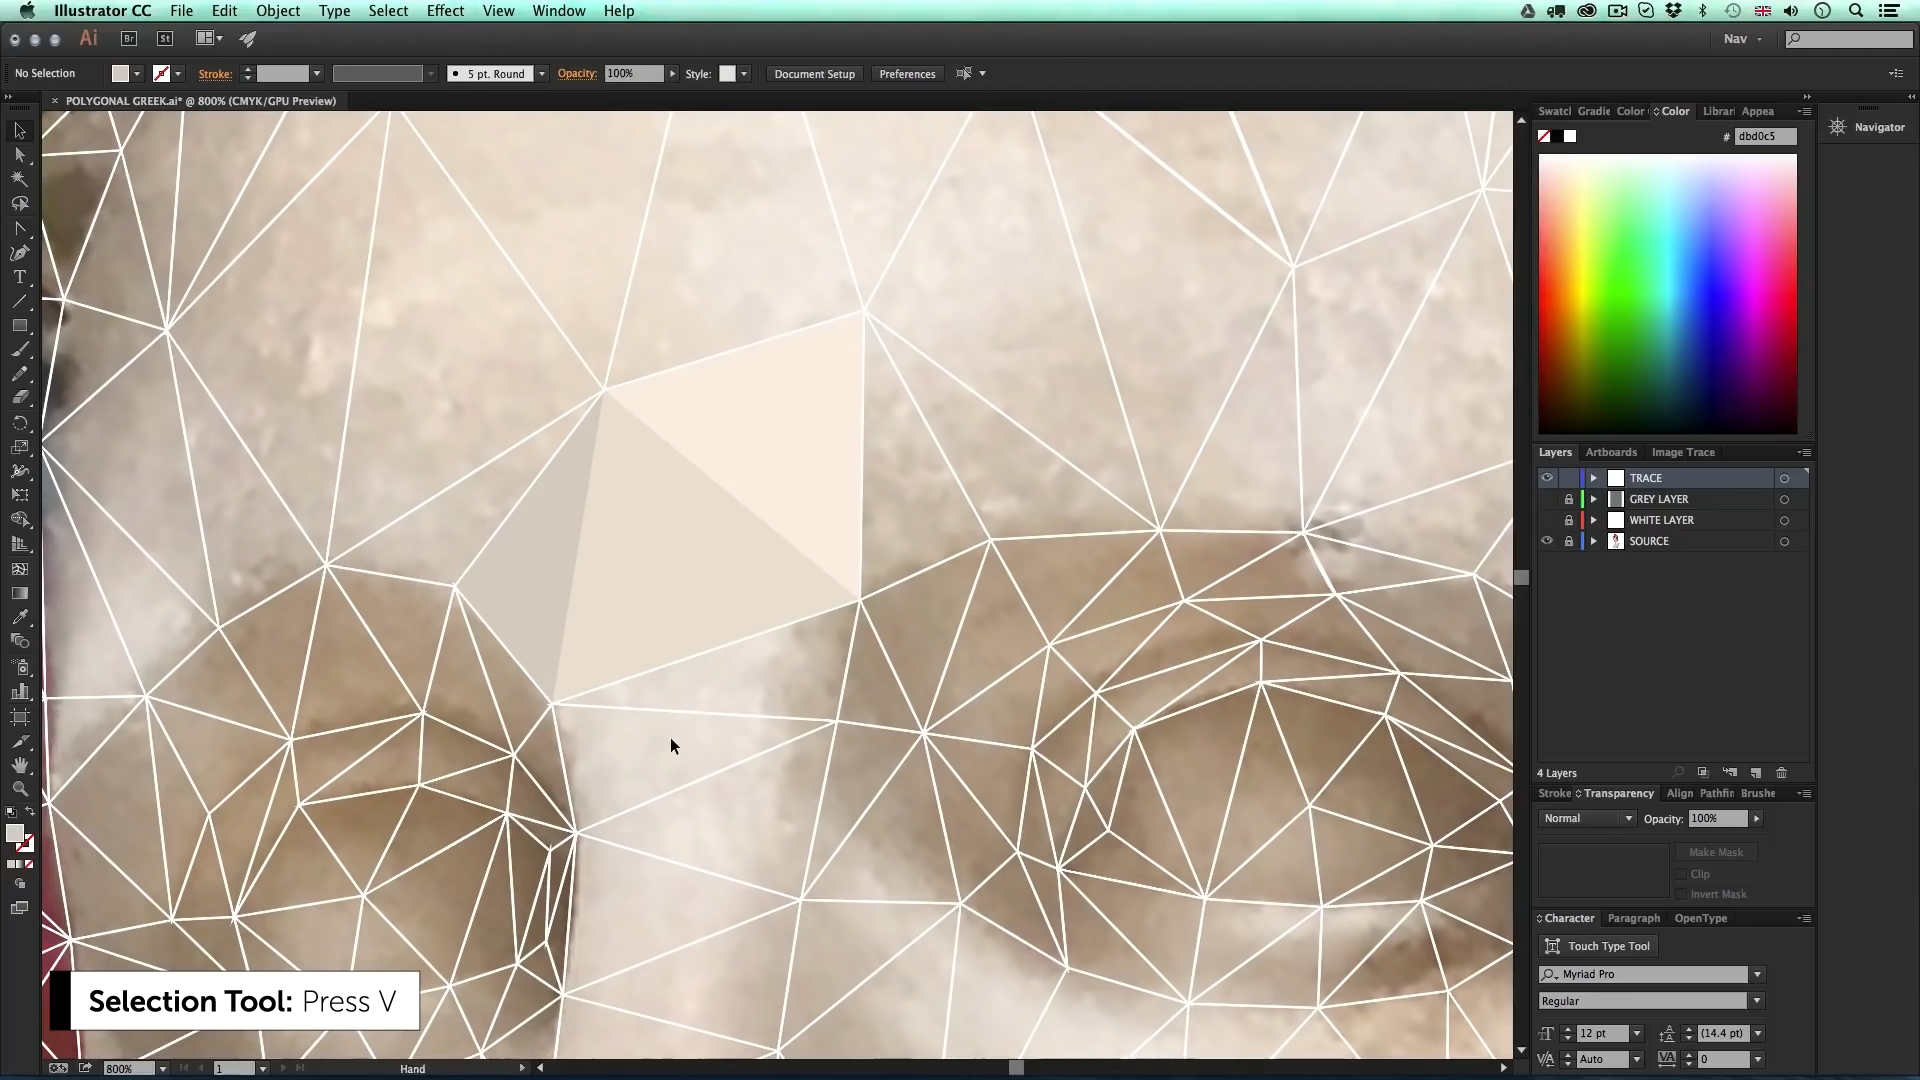 Illustrator CC File Edit Object Type Select Effect View Window Help
Ai Br St Nav
No Selection Stroke: 5 pt. Round Opacity: 100% Style: Document Setup Preferences
× POLYGONAL GREEK.ai* @ 800% (CMYK/GPU Preview)
Swatcl Gradie Color Color Librari Appea
Navigator
# dbd0c5
Layers Artboards Image Trace
TRACE
GREY LAYER
WHITE LAYER
SOURCE
4 Layers
Stroke Transparency Align Pathfin Brushe
Normal Opacity: 100%
Make Mask
Clip
Invert Mask
Character Paragraph OpenType
Touch Type Tool
Myriad Pro
Regular
12 pt (14.4 pt)
Auto 0
Selection Tool: Press V
800% 1 Hand